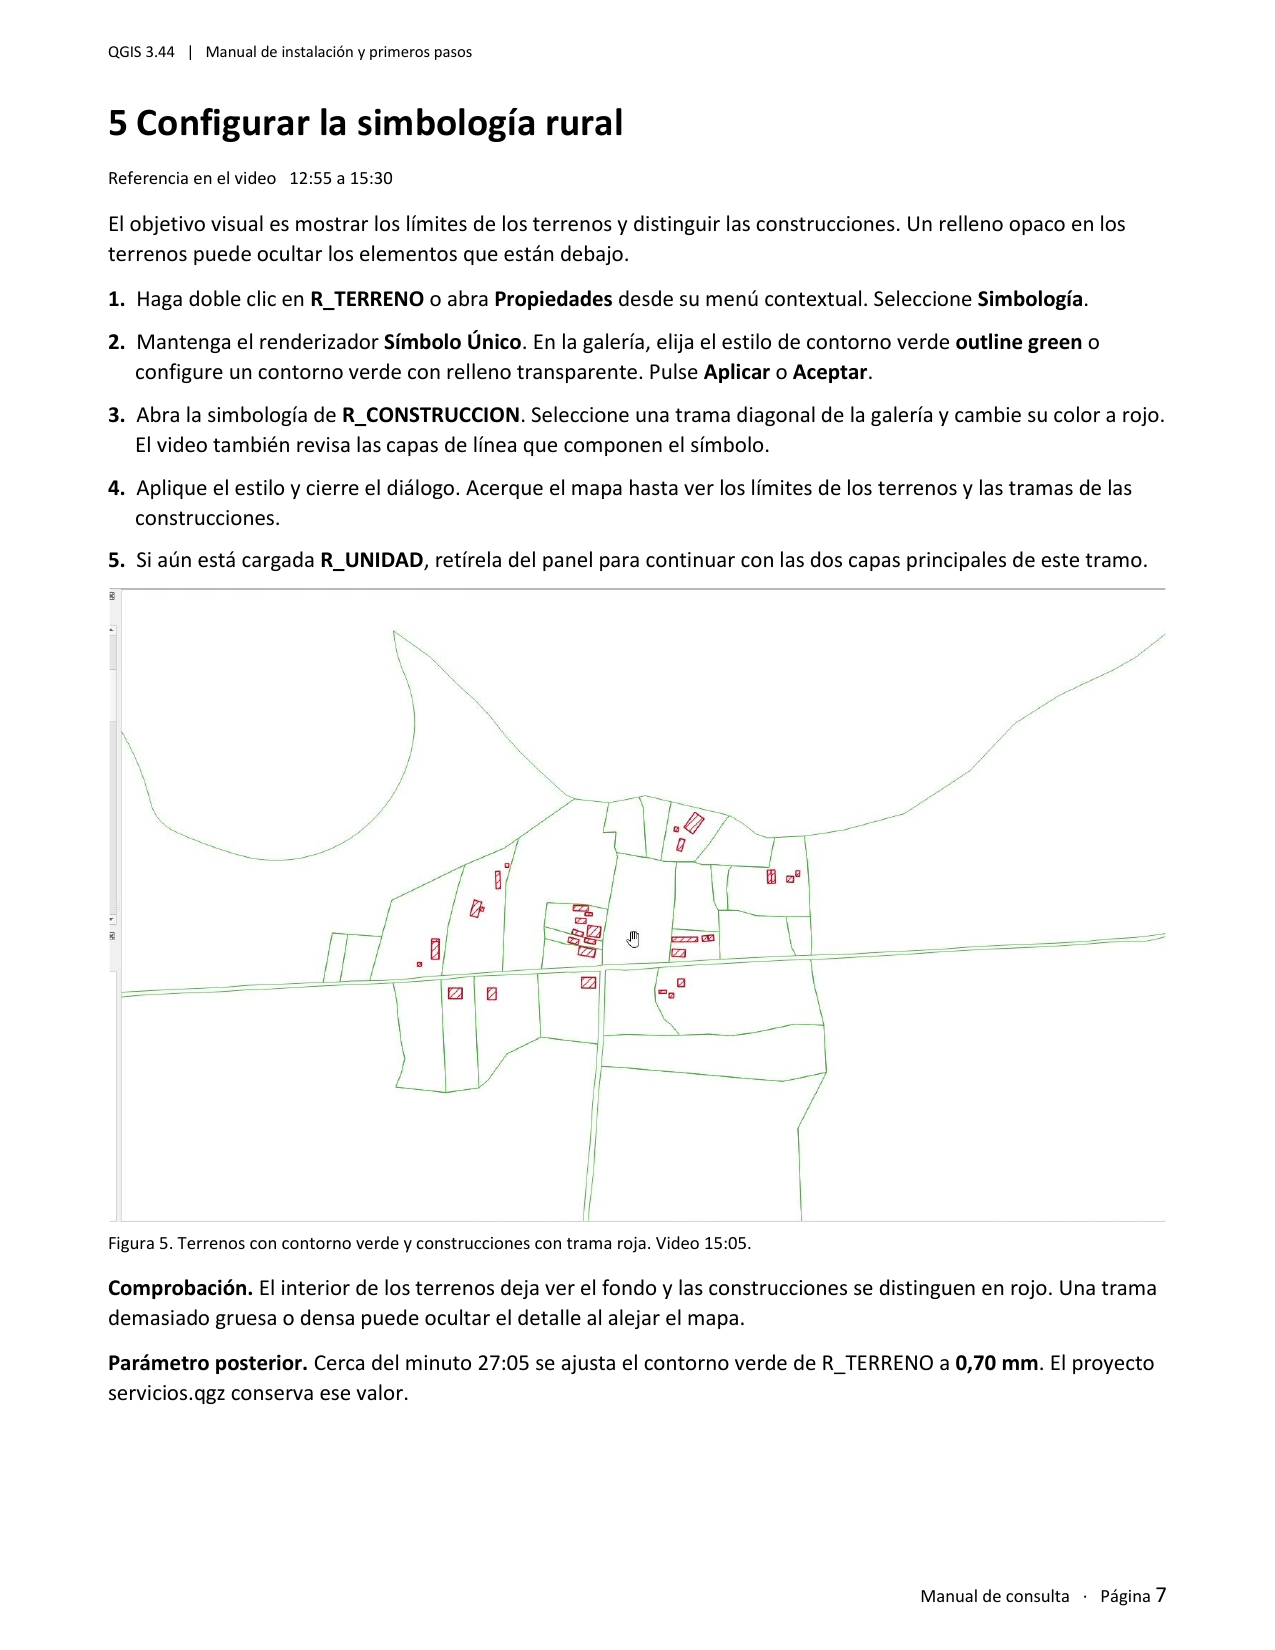 QGIS 3.44 | Manual de instalación y primeros pasos
5 Configurar la simbología rural
Referencia en el video 12:55 a 15:30
El objetivo visual es mostrar los límites de los terrenos y distinguir las construcciones. Un relleno opaco en los
terrenos puede ocultar los elementos que están debajo.
1. Haga doble clic en R_TERRENO o abra Propiedades desde su menú contextual. Seleccione Simbología.
2. Mantenga el renderizador Símbolo Único. En la galería, elija el estilo de contorno verde outline green o
configure un contorno verde con relleno transparente. Pulse Aplicar o Aceptar.
3. Abra la simbología de R_CONSTRUCCION. Seleccione una trama diagonal de la galería y cambie su color a rojo.
El video también revisa las capas de línea que componen el símbolo.
4. Aplique el estilo y cierre el diálogo. Acerque el mapa hasta ver los límites de los terrenos y las tramas de las
construcciones.
5. Si aún está cargada R_UNIDAD, retírela del panel para continuar con las dos capas principales de este tramo.
Figura 5. Terrenos con contorno verde y construcciones con trama roja. Video 15:05.
Comprobación. El interior de los terrenos deja ver el fondo y las construcciones se distinguen en rojo. Una trama
demasiado gruesa o densa puede ocultar el detalle al alejar el mapa.
Parámetro posterior. Cerca del minuto 27:05 se ajusta el contorno verde de R_TERRENO a 0,70 mm. El proyecto
servicios.qgz conserva ese valor.
Manual de consulta · Página 7